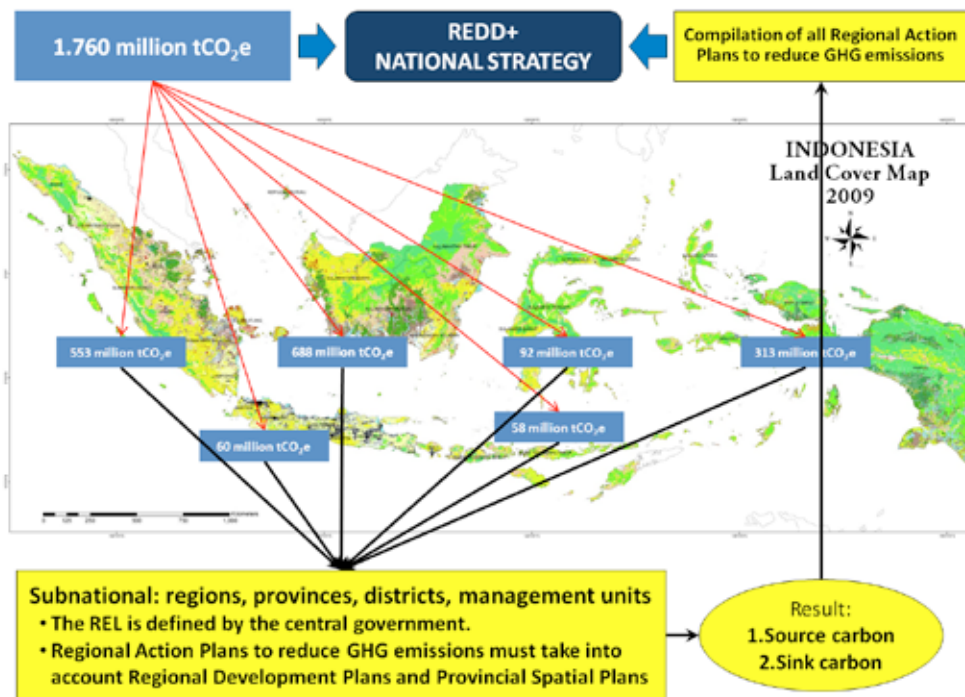 1.760 million tCO₂e
REDD+
NATIONAL STRATEGY
Compilation of all Regional Action
Plans to reduce GHG emissions
INDONESIA
Land Cover Map
2009
553 million tCO₂e
688 million tCO₂e
92 million tCO₂e
313 million tCO₂e
60 million tCO₂e
58 million tCO₂e
Subnational: regions, provinces, districts, management units
• The REL is defined by the central government.
• Regional Action Plans to reduce GHG emissions must take into
account Regional Development Plans and Provincial Spatial Plans
Result:
1.Source carbon
2.Sink carbon